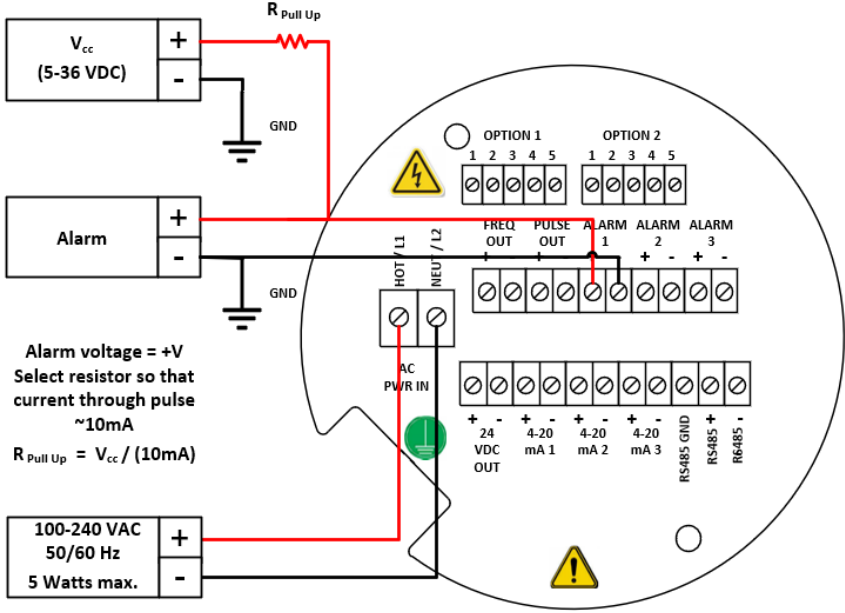 R Pull Up
Vcc
(5-36 VDC)
+
-
GND
Alarm
+
-
GND
Alarm voltage = +V
Select resistor so that
current through pulse
~10mA
R Pull Up = Vcc / (10mA)
100-240 VAC
50/60 Hz
5 Watts max.
+
-
OPTION 1
1 2 3 4 5
OPTION 2
1 2 3 4 5
HOT / L1
NEUT / L2
AC
PWR IN
FREQ
OUT
+
PULSE
OUT
+
ALARM
1
ALARM
2
+ -
ALARM
3
+ -
+ -
24
VDC
OUT
+ -
4-20
mA 1
+ -
4-20
mA 2
+ -
4-20
mA 3
RS485 GND
+
RS485
-
R6485
!